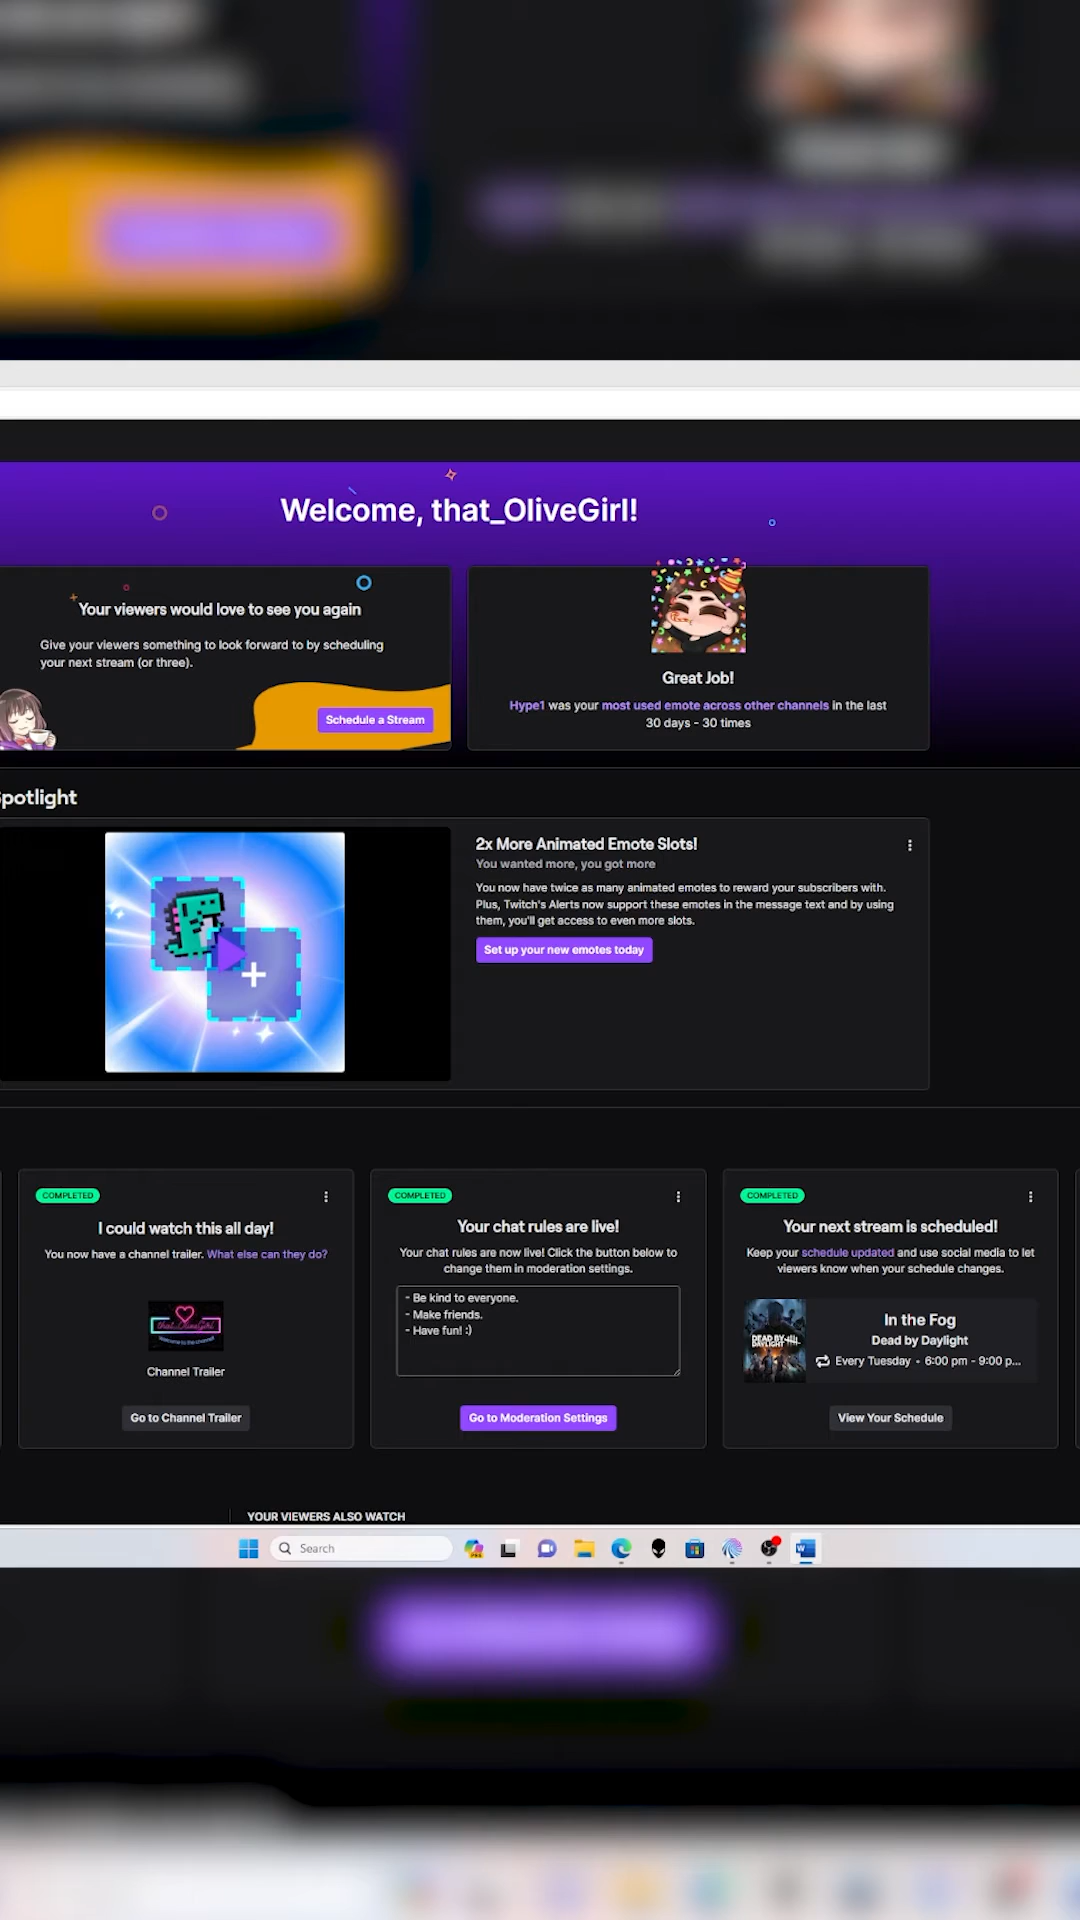 Welcome, that_OliveGirl!
Your viewers would love to see you again
Give your viewers something to look forward to by scheduling
your next stream (or three).
Schedule a Stream
Great Job!
Hype1 was your most used emote across other channels in the last
30 days - 30 times
potlight
2x More Animated Emote Slots!
You wanted more, you got more
You now have twice as many animated emotes to reward your subscribers with.
Plus, Twitch's Alerts now support these emotes in the message text and by using
them, you'll get access to even more slots.
Set up your new emotes today
COMPLETED
I could watch this all day!
You now have a channel trailer. What else can they do?
that_OliveGirl
Channel Trailer
Go to Channel Trailer
COMPLETED
Your chat rules are live!
Your chat rules are now live! Click the button below to
change them in moderation settings.
- Be kind to everyone.
- Make friends.
- Have fun! :)
Go to Moderation Settings
COMPLETED
Your next stream is scheduled!
Keep your schedule updated and use social media to let
viewers know when your schedule changes.
DEAD BY
DAYLIGHT
In the Fog
Dead by Daylight
Every Tuesday • 6:00 pm - 9:00 p...
View Your Schedule
YOUR VIEWERS ALSO WATCH
Search